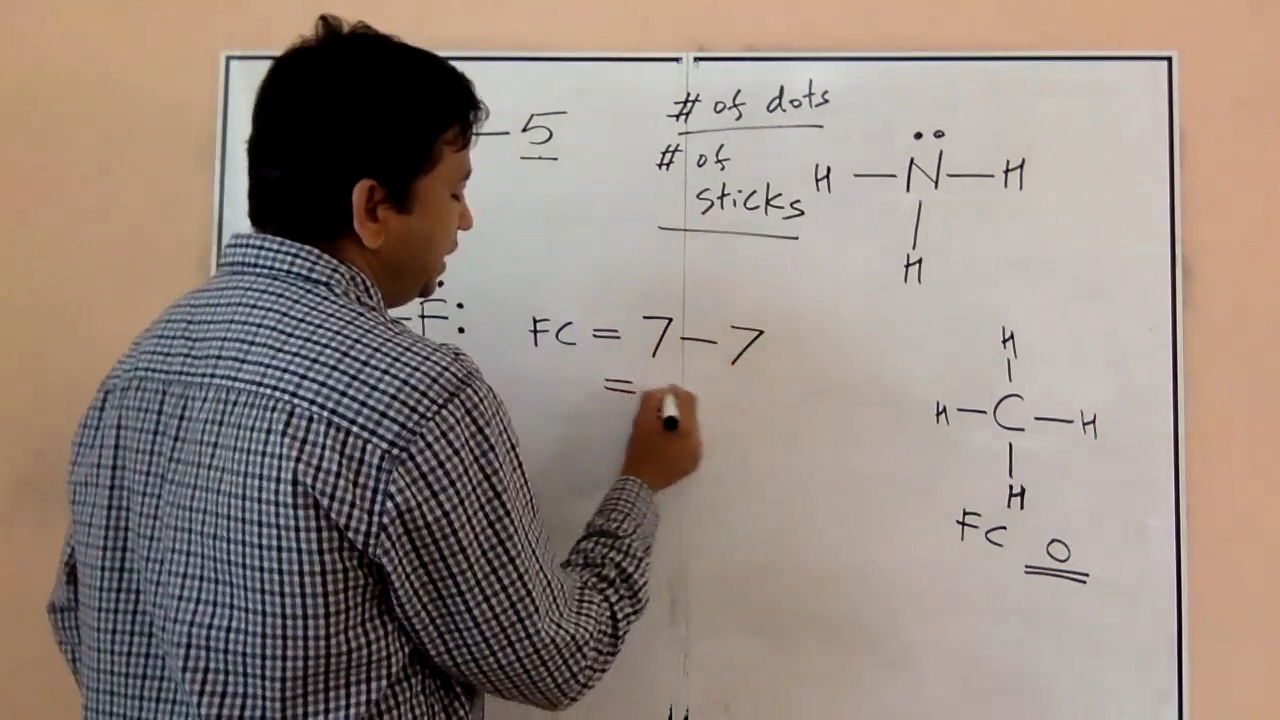 – 5
# of dots
# of
sticks
H – N – H
|
H
– F :
FC = 7 – 7
=
H
|
H – C – H
|
H
FC 0